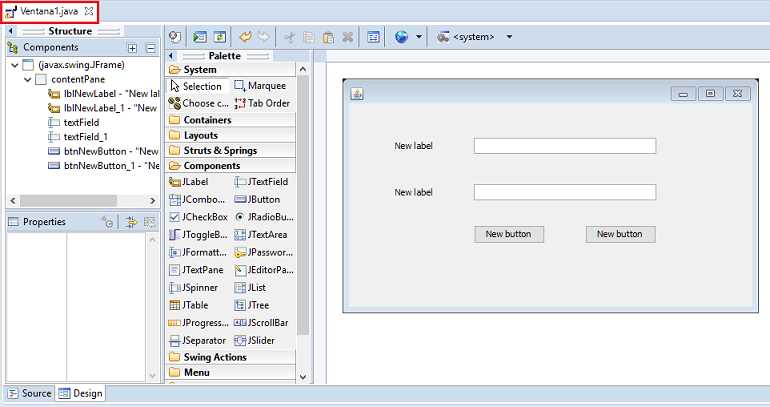 Ventana1.java
Structure
Components
(javax.swing.JFrame)
contentPane
lblNewLabel - "New lal
lblNewLabel_1 - "New
textField
textField_1
btnNewButton - "New
btnNewButton_1 - "Ne
Properties
<system>
Palette
System
Selection
Marquee
Choose c...
Tab Order
Containers
Layouts
Struts & Springs
Components
JLabel
JTextField
JCombo...
JButton
JCheckBox
JRadioBu...
JToggleB...
JTextArea
JFormatt...
JPasswor...
JTextPane
JEditorPa...
JSpinner
JList
JTable
JTree
JProgres...
JScrollBar
JSeparator
JSlider
Swing Actions
Menu
New label
New label
New button
New button
Source
Design